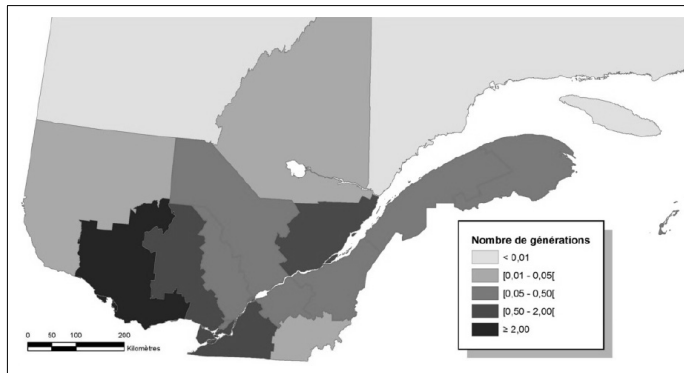 Nombre de générations
< 0,01
[0,01 - 0,05[
[0,05 - 0,50[
[0,50 - 2,00[
≥ 2,00
0 50 100 200
Kilomètres